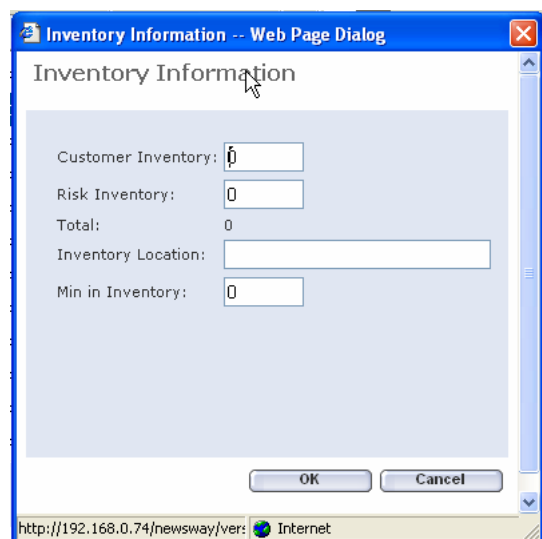 Inventory Information -- Web Page Dialog
Inventory Information
Customer Inventory: 0
Risk Inventory: 0
Total: 0
Inventory Location:
Min in Inventory: 0
OK Cancel
http://192.168.0.74/newsway/vers Internet